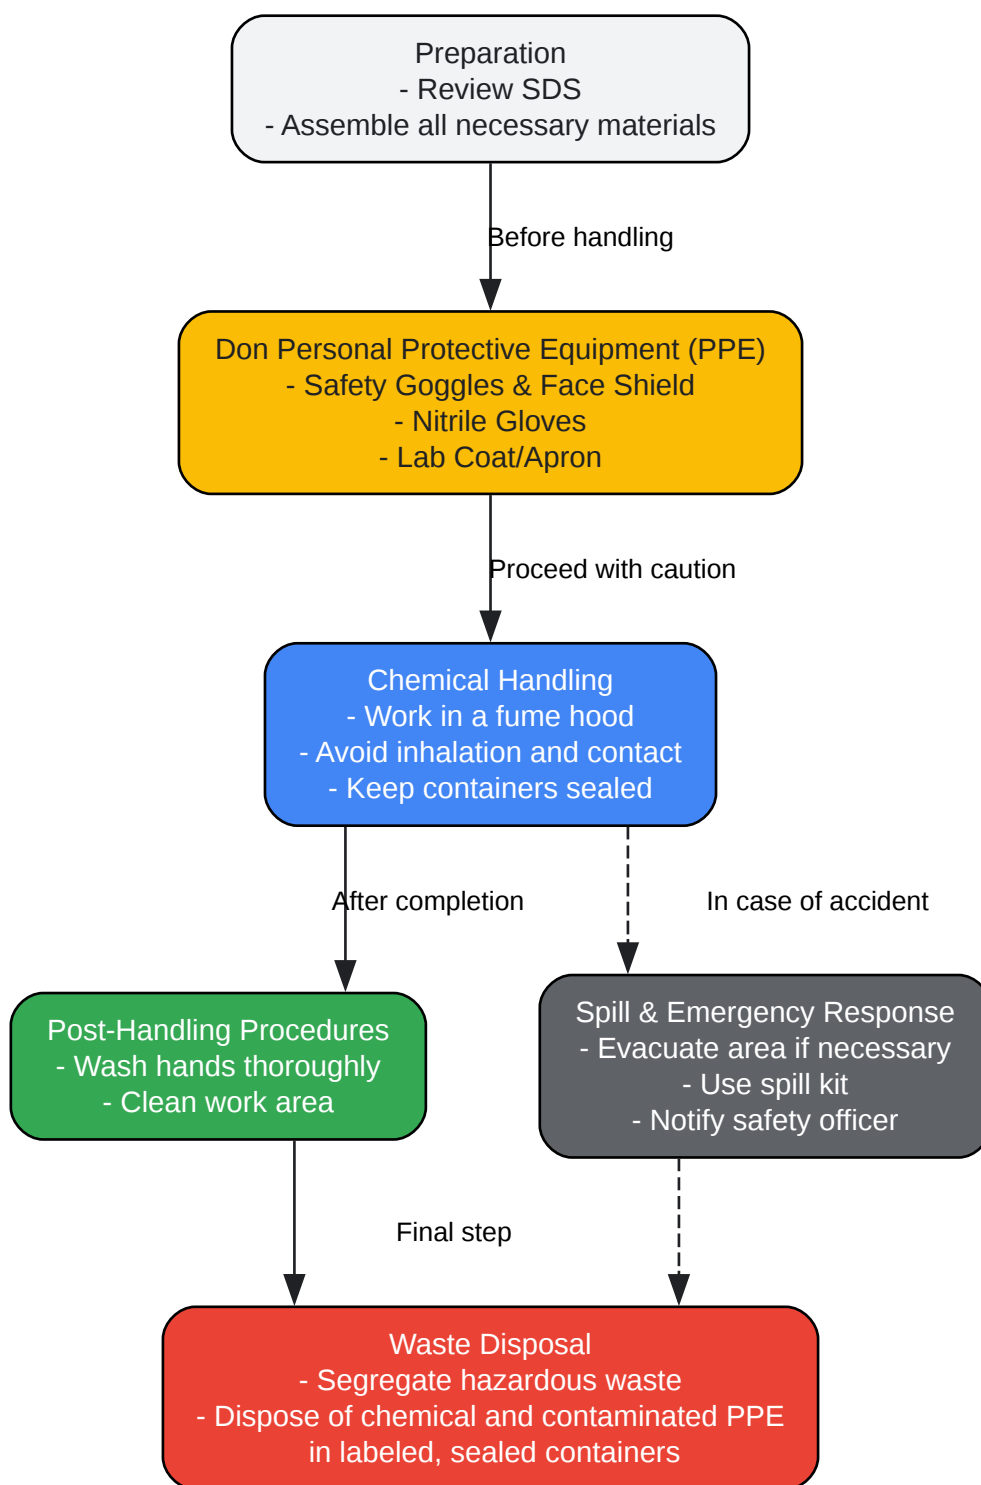 Preparation
- Review SDS
- Assemble all necessary materials
Before handling
Don Personal Protective Equipment (PPE)
- Safety Goggles & Face Shield
- Nitrile Gloves
- Lab Coat/Apron
Proceed with caution
Chemical Handling
- Work in a fume hood
- Avoid inhalation and contact
- Keep containers sealed
After completion
In case of accident
Post-Handling Procedures
- Wash hands thoroughly
- Clean work area
Spill & Emergency Response
- Evacuate area if necessary
- Use spill kit
- Notify safety officer
Final step
Waste Disposal
- Segregate hazardous waste
- Dispose of chemical and contaminated PPE
in labeled, sealed containers